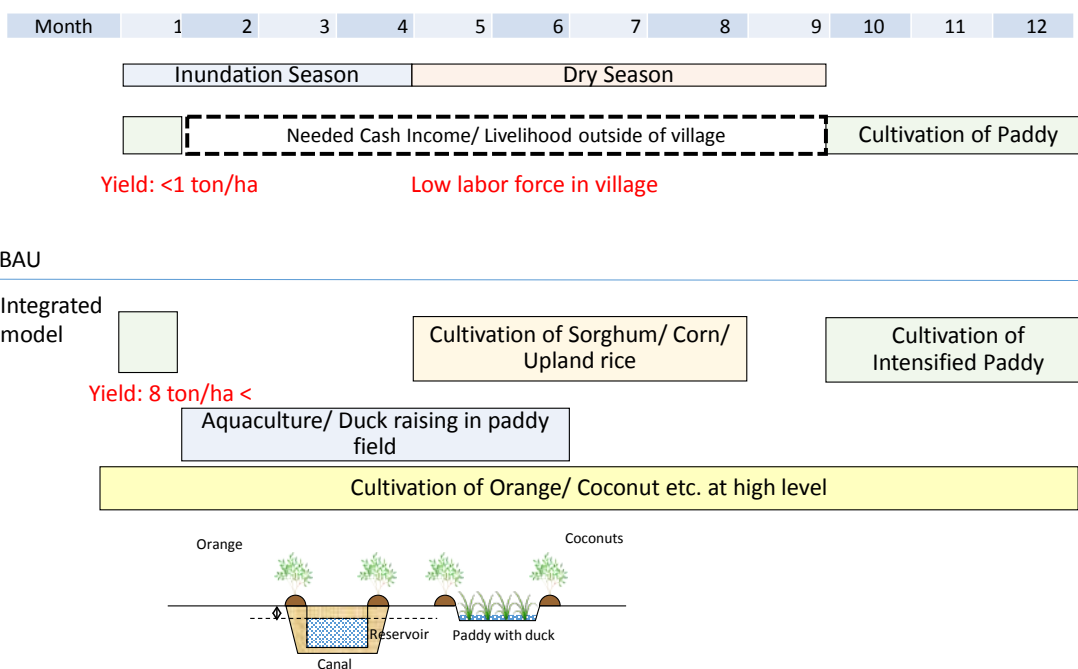 Month 1 2 3 4 5 6 7 8 9 10 11 12
Inundation Season Dry Season
Needed Cash Income/ Livelihood outside of village Cultivation of Paddy
Yield: <1 ton/ha Low labor force in village
BAU
Integrated
model
Cultivation of Sorghum/ Corn/
Upland rice
Cultivation of
Intensified Paddy
Yield: 8 ton/ha <
Aquaculture/ Duck raising in paddy
field
Cultivation of Orange/ Coconut etc. at high level
Orange Coconuts
Reservoir Paddy with duck
Canal